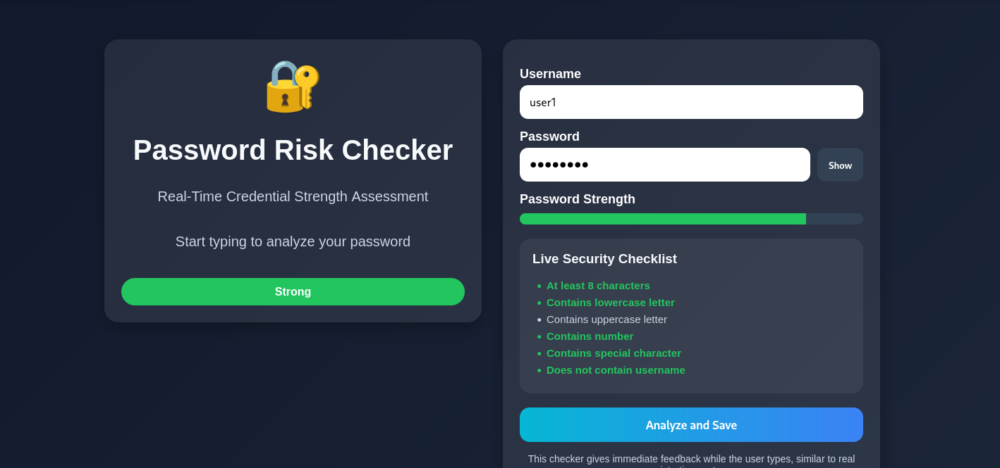 Password Risk Checker
Real-Time Credential Strength Assessment
Start typing to analyze your password
Strong
Username
user1
Password
Show
Password Strength
Live Security Checklist
At least 8 characters
Contains lowercase letter
Contains uppercase letter
Contains number
Contains special character
Does not contain username
Analyze and Save
This checker gives immediate feedback while the user types, similar to real